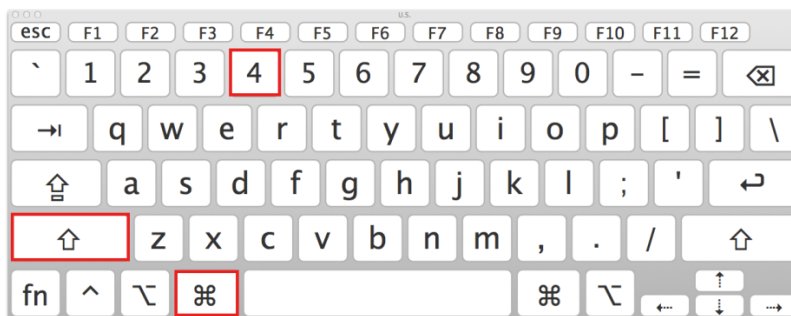 U.S.
esc F1 F2 F3 F4 F5 F6 F7 F8 F9 F10 F11 F12
` 1 2 3 4 5 6 7 8 9 0 - = ⌫
⇥ q w e r t y u i o p [ ] \
⇪ a s d f g h j k l ; ' ↩
⇧ z x c v b n m , . / ⇧
fn ^ ⌥ ⌘ ⌘ ⌥ ⇠ ⇡ ⇣ ⇢